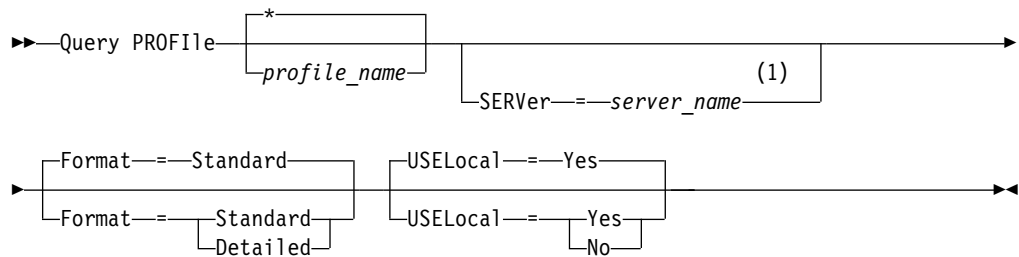 *
Query PROFIle
profile_name
(1)
SERVer = server_name
Format = Standard USELocal = Yes
Format = Standard USELocal = Yes
Detailed No